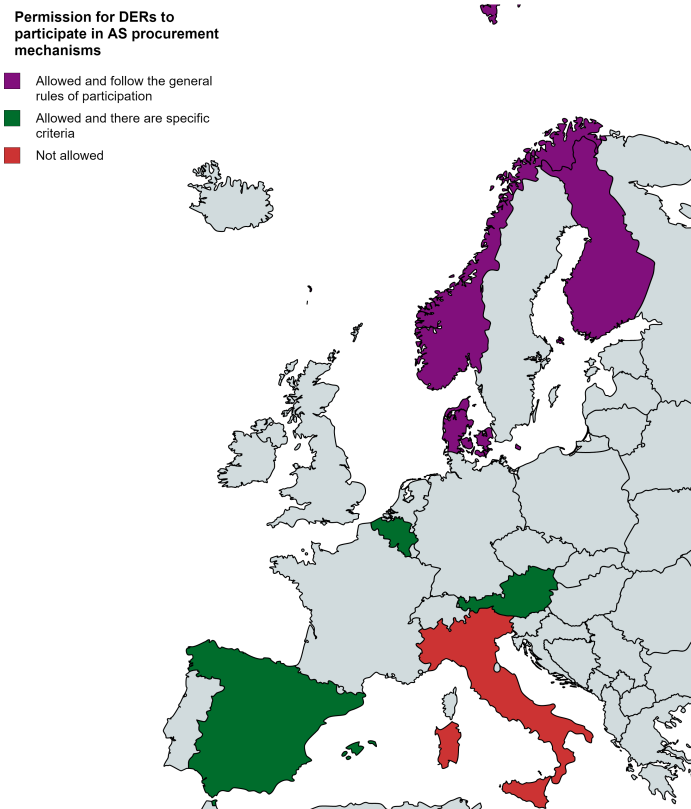 Permission for DERs to
participate in AS procurement
mechanisms
Allowed and follow the general
rules of participation
Allowed and there are specific
criteria
Not allowed